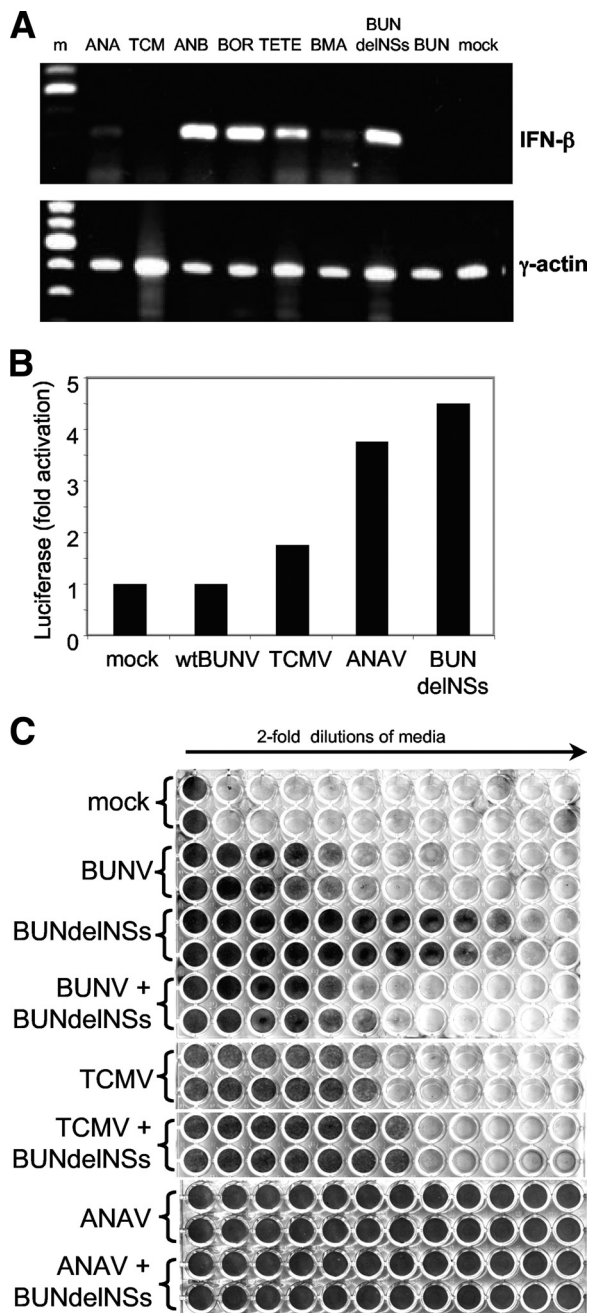 A
m ANA TCM ANB BOR TETE BMA BUN delNSs BUN mock
IFN-β
γ-actin
B
Luciferase (fold activation)
5
4
3
2
1
0
mock wtBUNV TCMV ANAV BUN delNSs
C
2-fold dilutions of media
mock
BUNV
BUNdelNSs
BUNV +
BUNdelNSs
TCMV
TCMV +
BUNdelNSs
ANAV
ANAV +
BUNdelNSs